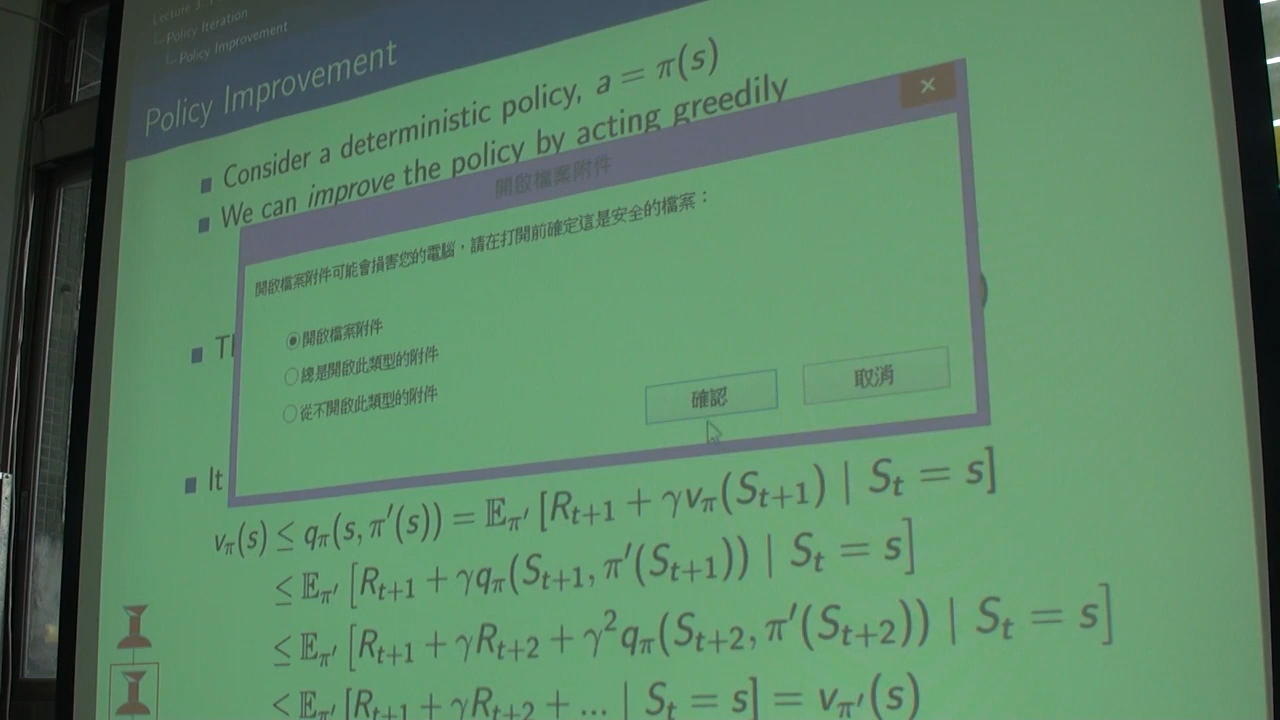 Lecture 3:
Policy Iteration
Policy Improvement
Policy Improvement
Consider a deterministic policy, a = π(s)
We can improve the policy by acting greedily
開啟檔案附件
開啟檔案附件可能會損害您的電腦，請在打開前確定這是安全的檔案：
開啟檔案附件
總是開啟此類型的附件
從不開啟此類型的附件
確認
取消
It
v_π(s) ≤ q_π(s, π′(s)) = 𝔼_π′ [R_{t+1} + γv_π(S_{t+1}) | S_t = s]
≤ 𝔼_π′ [R_{t+1} + γq_π(S_{t+1}, π′(S_{t+1})) | S_t = s]
≤ 𝔼_π′ [R_{t+1} + γR_{t+2} + γ²q_π(S_{t+2}, π′(S_{t+2})) | S_t = s]
≤ 𝔼_π′ [R_{t+1} + γR_{t+2} + ... | S_t = s] = v_π′(s)